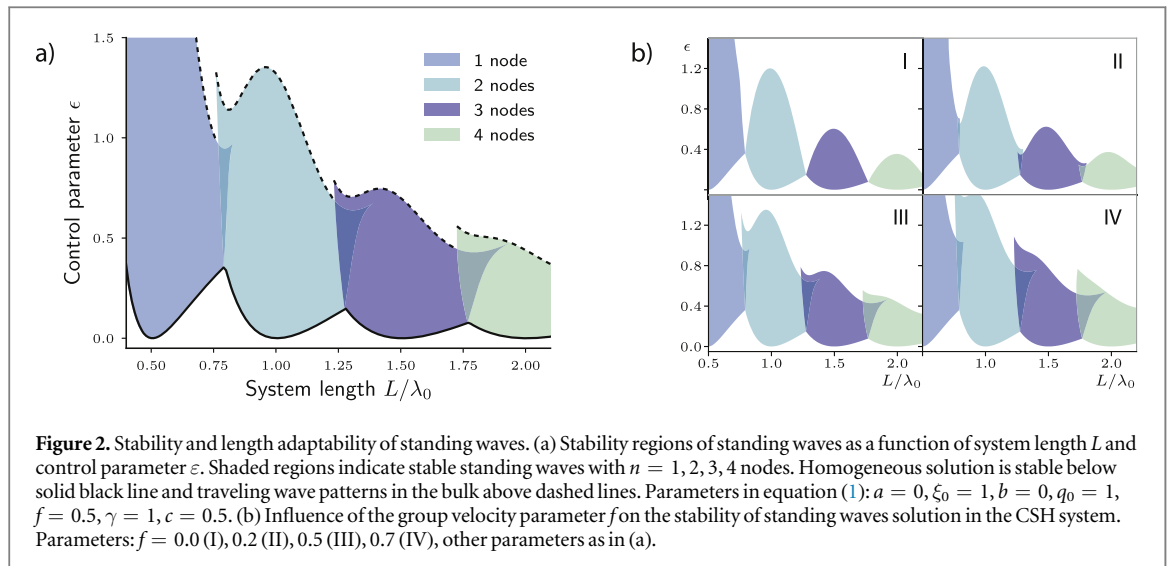 a)
1.5
1.0
0.5
0.0
Control parameter ϵ
0.50 0.75 1.00 1.25 1.50 1.75 2.00
System length L/λ0
1 node
2 nodes
3 nodes
4 nodes
b)
ϵ
1.2
0.8
0.4
I
II
1.2
0.8
0.4
0.0
III
IV
0.5 1.0 1.5 2.0
L/λ0
1.0 1.5 2.0
L/λ0
Figure 2. Stability and length adaptability of standing waves. (a) Stability regions of standing waves as a function of system length L and
control parameter ε. Shaded regions indicate stable standing waves with n = 1, 2, 3, 4 nodes. Homogeneous solution is stable below
solid black line and traveling wave patterns in the bulk above dashed lines. Parameters in equation (1): a = 0, ξ0 = 1, b = 0, q0 = 1,
f = 0.5, γ = 1, c = 0.5. (b) Influence of the group velocity parameter f on the stability of standing waves solution in the CSH system.
Parameters: f = 0.0 (I), 0.2 (II), 0.5 (III), 0.7 (IV), other parameters as in (a).